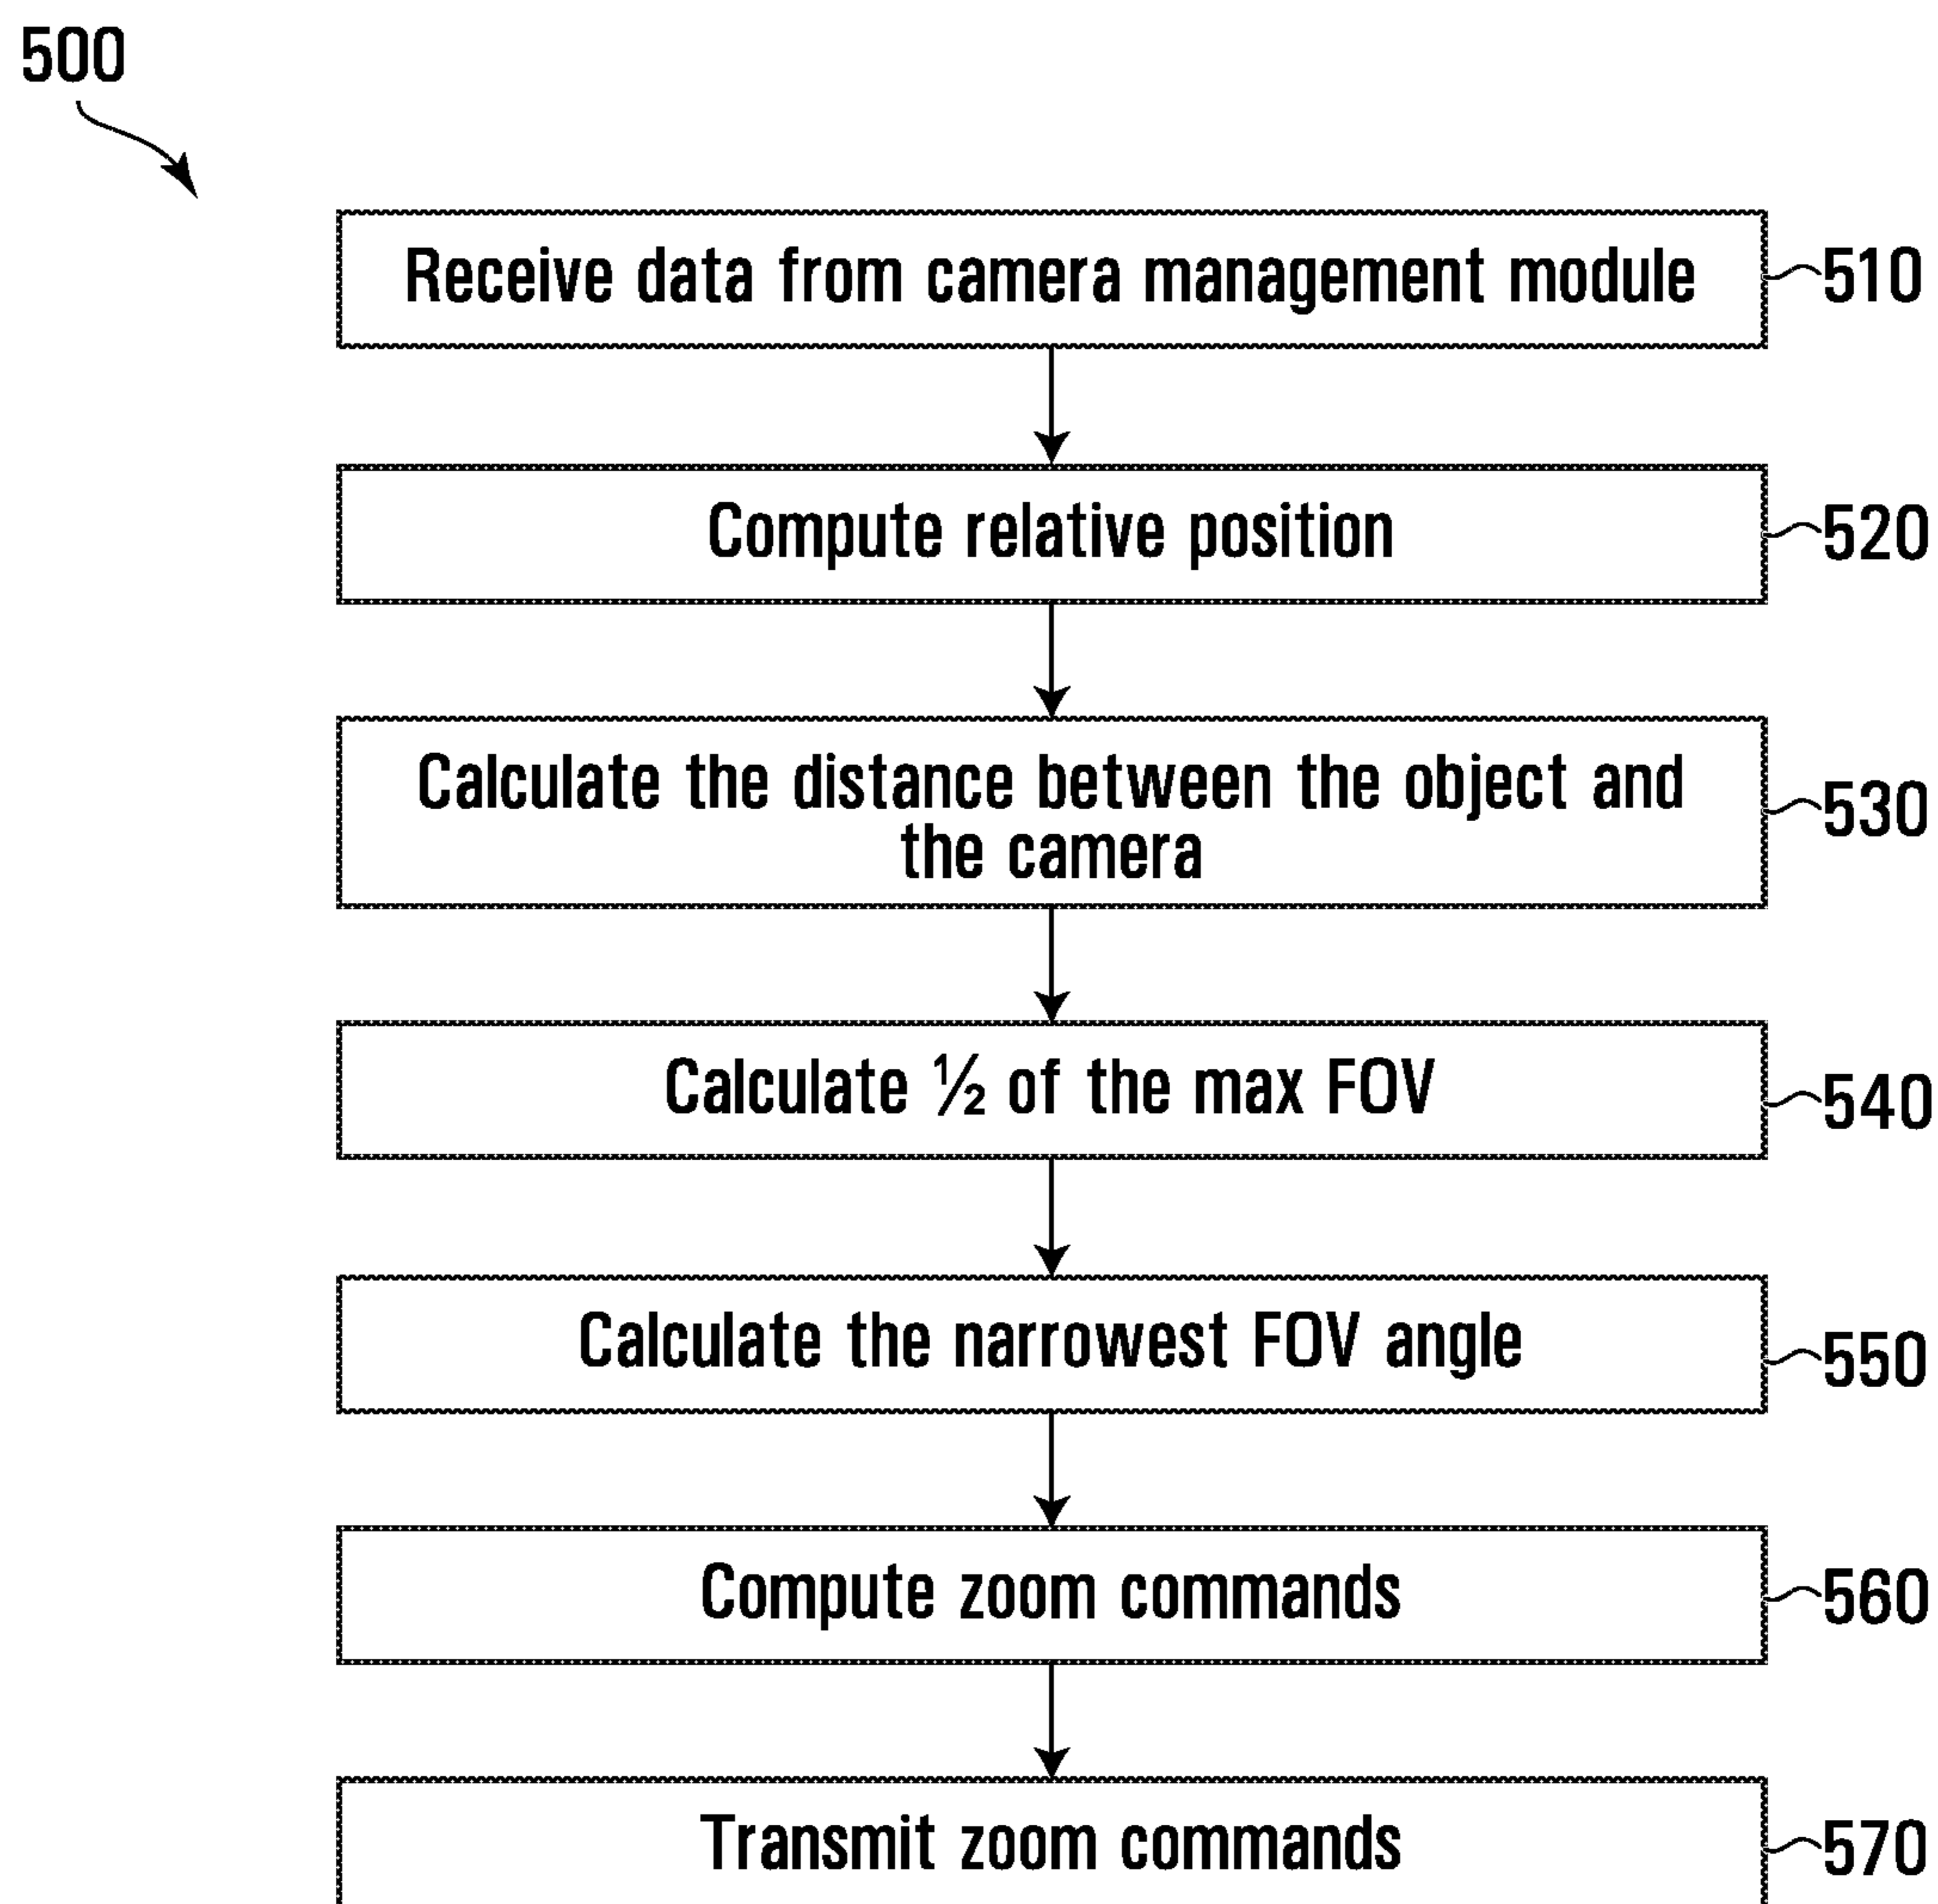 500
Receive data from camera management module
510
Compute relative position
520
Calculate the distance between the object and
the camera
530
Calculate ½ of the max FOV
540
Calculate the narrowest FOV angle
550
Compute zoom commands
560
Transmit zoom commands
570